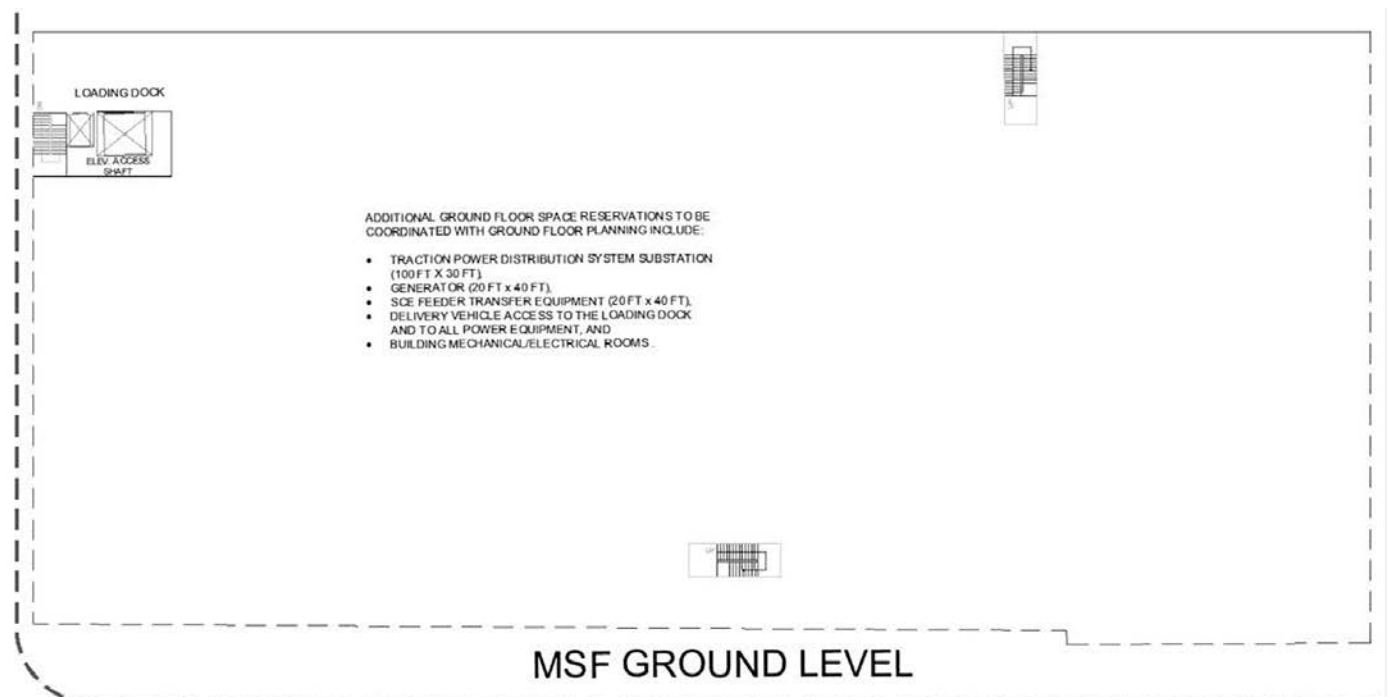 LOADING DOCK
ELEV. ACCESS
SHAFT
ADDITIONAL GROUND FLOOR SPACE RESERVATIONS TO BE
COORDINATED WITH GROUND FLOOR PLANNING INCLUDE:
• TRACTION POWER DISTRIBUTION SYSTEM SUBSTATION
(100 FT X 30 FT),
• GENERATOR (20 FT x 40 FT),
• SCE FEEDER TRANSFER EQUIPMENT (20 FT x 40 FT),
• DELIVERY VEHICLE ACCESS TO THE LOADING DOCK
AND TO ALL POWER EQUIPMENT, AND
• BUILDING MECHANICAL/ELECTRICAL ROOMS .
UP
MSF GROUND LEVEL